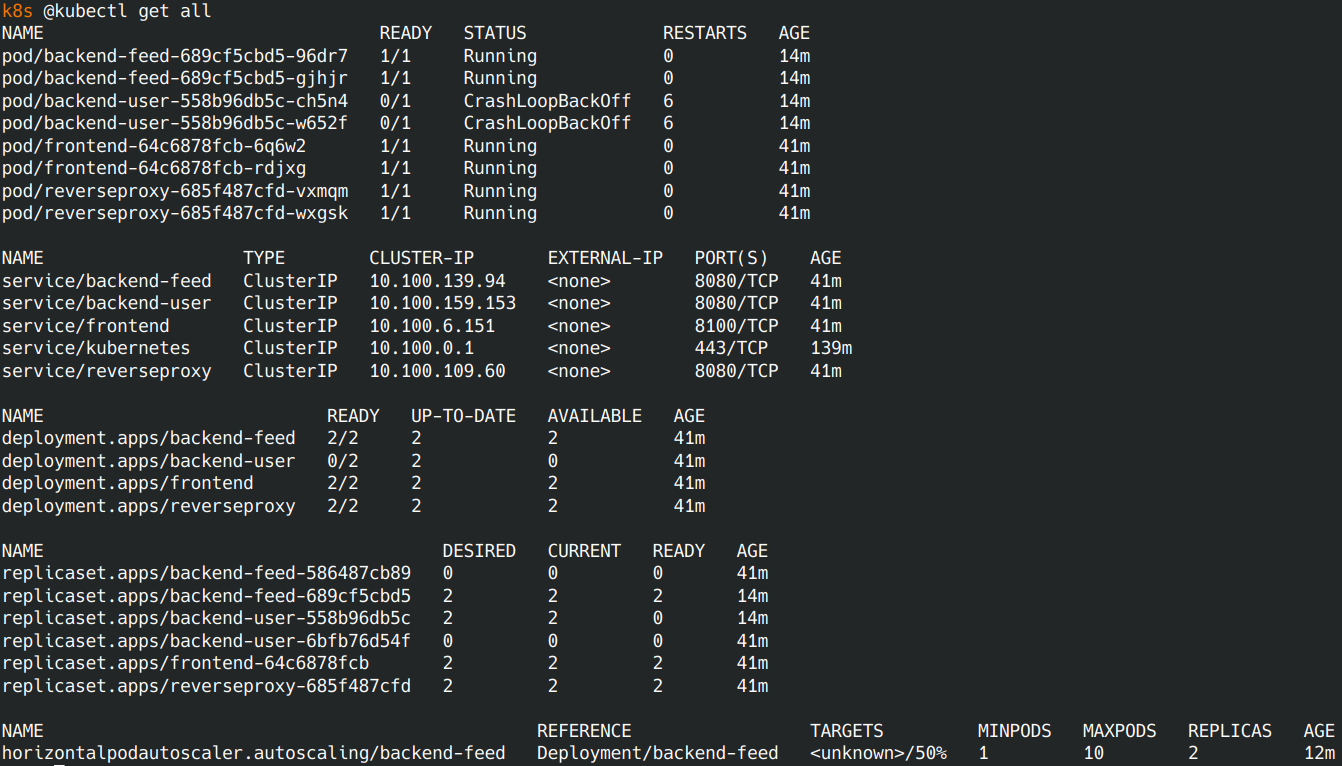 k8s @kubectl get all
NAME READY STATUS RESTARTS AGE
pod/backend-feed-689cf5cbd5-96dr7 1/1 Running 0 14m
pod/backend-feed-689cf5cbd5-gjhjr 1/1 Running 0 14m
pod/backend-user-558b96db5c-ch5n4 0/1 CrashLoopBackOff 6 14m
pod/backend-user-558b96db5c-w652f 0/1 CrashLoopBackOff 6 14m
pod/frontend-64c6878fcb-6q6w2 1/1 Running 0 41m
pod/frontend-64c6878fcb-rdjxg 1/1 Running 0 41m
pod/reverseproxy-685f487cfd-vxmqm 1/1 Running 0 41m
pod/reverseproxy-685f487cfd-wxgsk 1/1 Running 0 41m
NAME TYPE CLUSTER-IP EXTERNAL-IP PORT(S) AGE
service/backend-feed ClusterIP 10.100.139.94 <none> 8080/TCP 41m
service/backend-user ClusterIP 10.100.159.153 <none> 8080/TCP 41m
service/frontend ClusterIP 10.100.6.151 <none> 8100/TCP 41m
service/kubernetes ClusterIP 10.100.0.1 <none> 443/TCP 139m
service/reverseproxy ClusterIP 10.100.109.60 <none> 8080/TCP 41m
NAME READY UP-TO-DATE AVAILABLE AGE
deployment.apps/backend-feed 2/2 2 2 41m
deployment.apps/backend-user 0/2 2 0 41m
deployment.apps/frontend 2/2 2 2 41m
deployment.apps/reverseproxy 2/2 2 2 41m
NAME DESIRED CURRENT READY AGE
replicaset.apps/backend-feed-586487cb89 0 0 0 41m
replicaset.apps/backend-feed-689cf5cbd5 2 2 2 14m
replicaset.apps/backend-user-558b96db5c 2 2 0 14m
replicaset.apps/backend-user-6bfb76d54f 0 0 0 41m
replicaset.apps/frontend-64c6878fcb 2 2 2 41m
replicaset.apps/reverseproxy-685f487cfd 2 2 2 41m
NAME REFERENCE TARGETS MINPODS MAXPODS REPLICAS AGE
horizontalpodautoscaler.autoscaling/backend-feed Deployment/backend-feed <unknown>/50% 1 10 2 12m